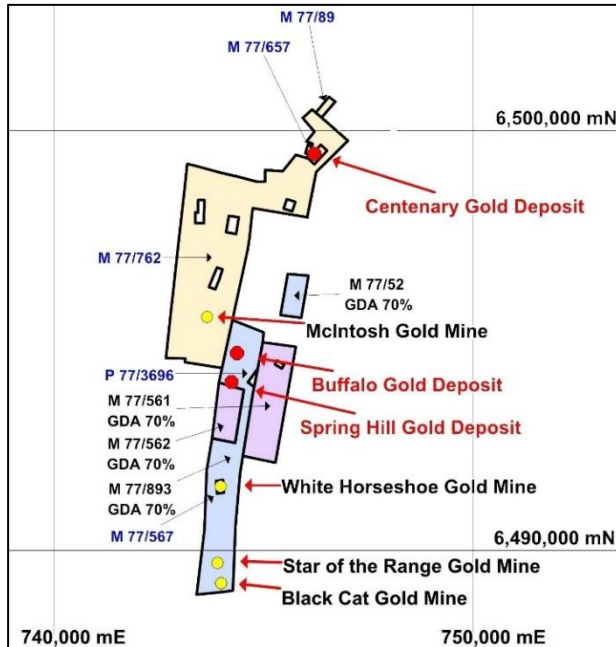 M 77/89
M 77/657
6,500,000 mN
Centenary Gold Deposit
M 77/762
M 77/52
GDA 70%
McIntosh Gold Mine
P 77/3696
Buffalo Gold Deposit
M 77/561
GDA 70%
Spring Hill Gold Deposit
M 77/562
GDA 70%
M 77/893
GDA 70%
White Horseshoe Gold Mine
M 77/567
6,490,000 mN
Star of the Range Gold Mine
Black Cat Gold Mine
740,000 mE
750,000 mE